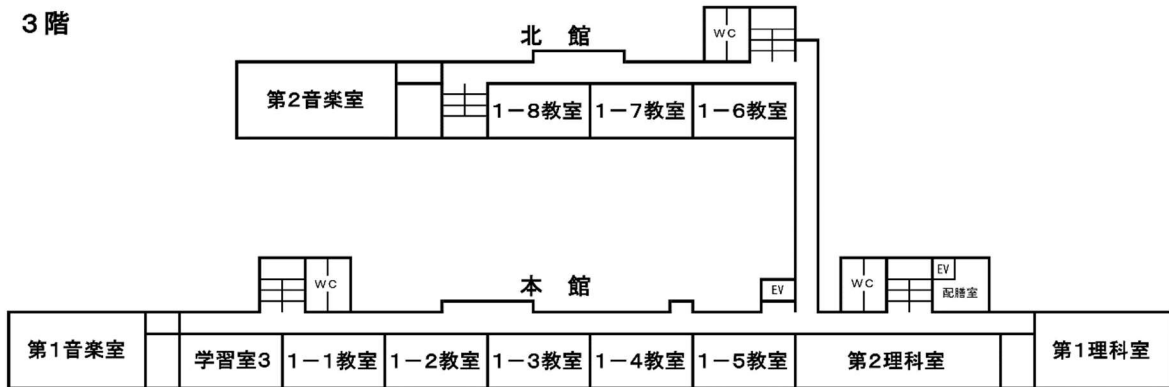 3階
北 館
WC
第2音楽室
1－8教室
1－7教室
1－6教室
本 館
WC
EV
WC
EV
配膳室
第1音楽室
学習室3
1－1教室
1－2教室
1－3教室
1－4教室
1－5教室
第2理科室
第1理科室